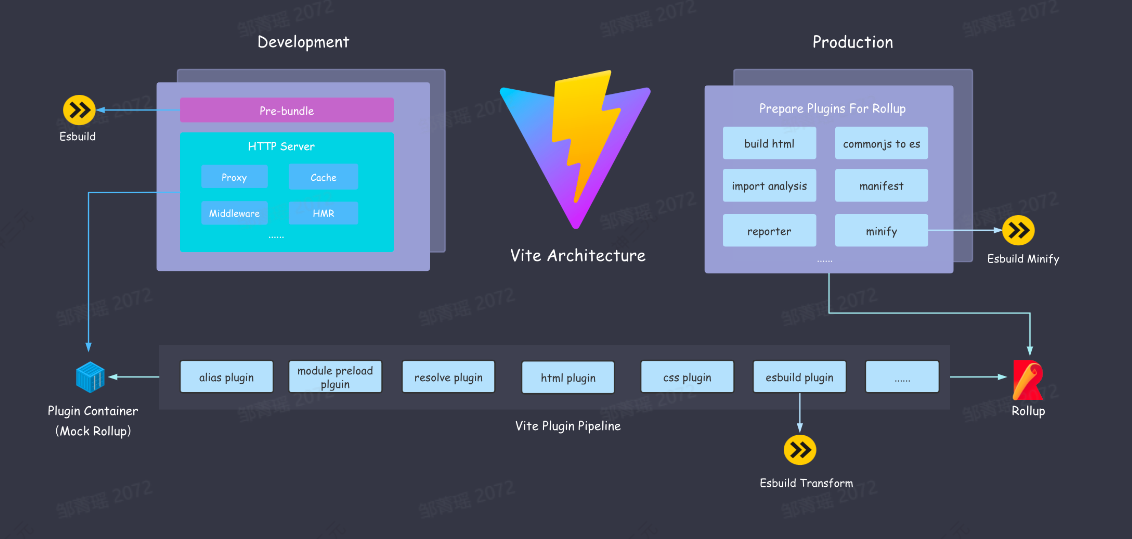 Development
Production
Pre-bundle
Esbuild
HTTP Server
Proxy
Cache
Middleware
HMR
......
Vite Architecture
Prepare Plugins For Rollup
build html
commonjs to es
import analysis
manifest
reporter
minify
......
Esbuild Minify
alias plugin
module preload
plguin
resolve plugin
html plugin
css plugin
esbuild plugin
......
Plugin Container
(Mock Rollup)
Vite Plugin Pipeline
Rollup
Esbuild Transform
邹菁瑶 2072